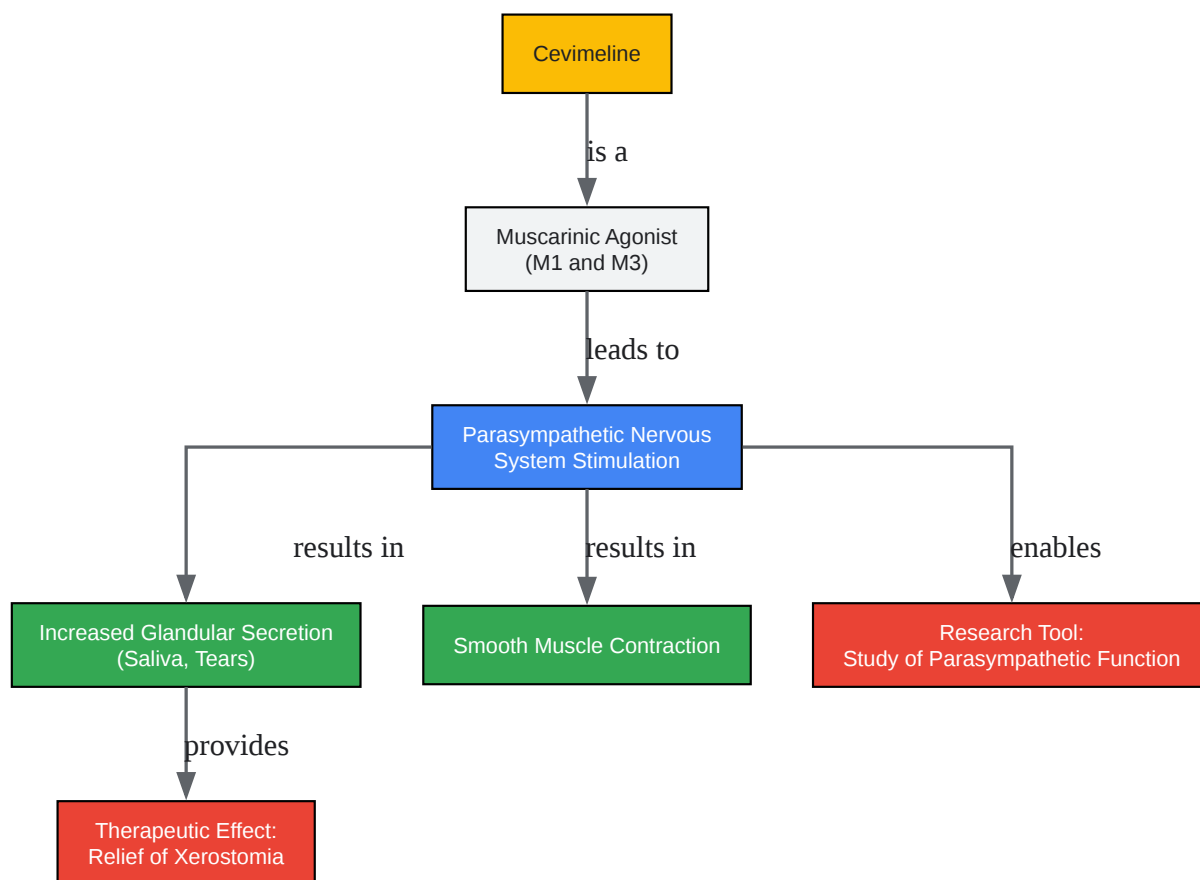 Cevimeline
is a
Muscarinic Agonist
(M1 and M3)
leads to
Parasympathetic Nervous
System Stimulation
results in
results in
enables
Increased Glandular Secretion
(Saliva, Tears)
Smooth Muscle Contraction
Research Tool:
Study of Parasympathetic Function
provides
Therapeutic Effect:
Relief of Xerostomia